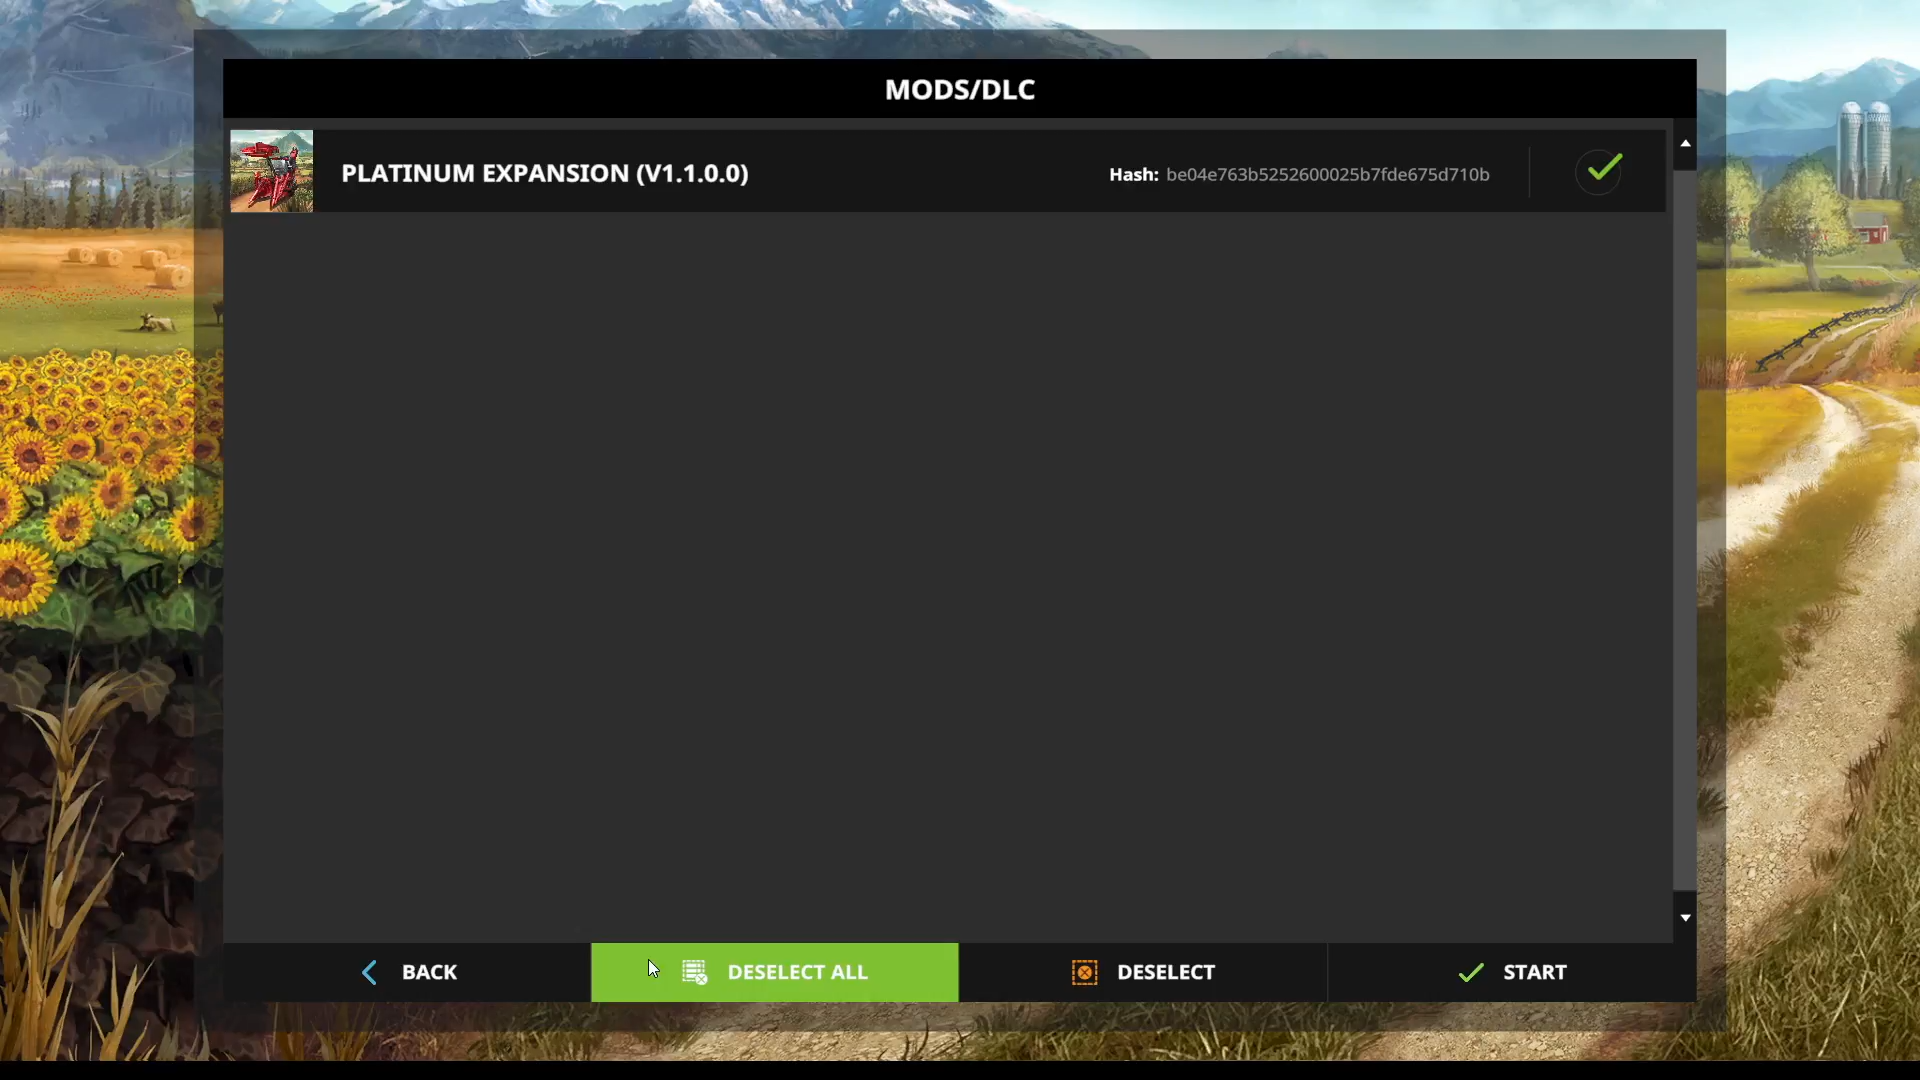 MODS/DLC
PLATINUM EXPANSION (V1.1.0.0)
Hash: be04e763b5252600025b7fde675d710b
BACK
DESELECT ALL
DESELECT
START